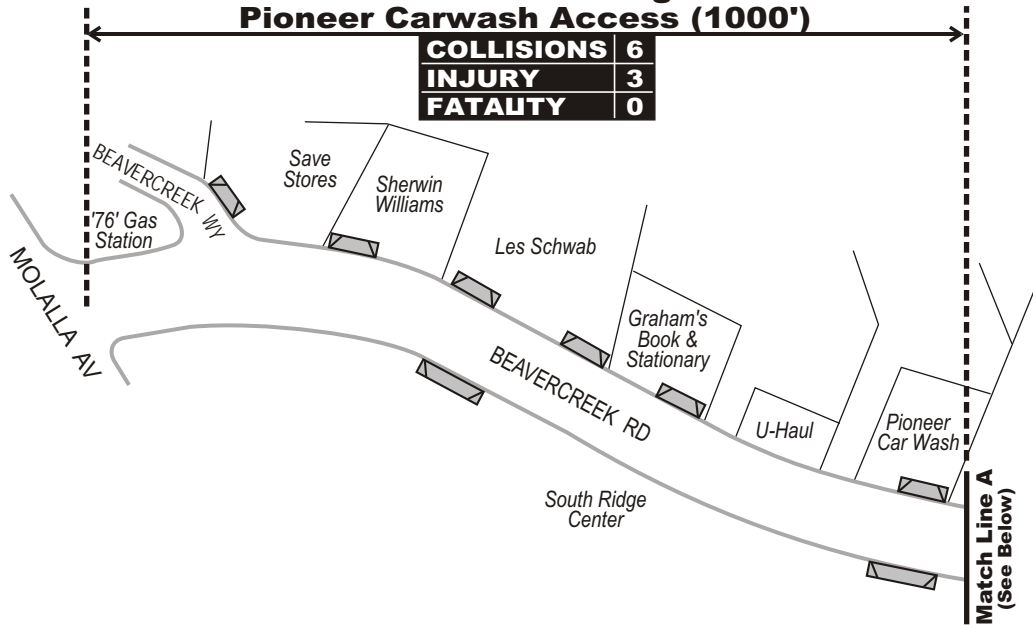 Pioneer Carwash Access (1000')
COLLISIONS 6
INJURY 3
FATALITY 0
BEAVERCREEK WY
Save
Stores
Sherwin
Williams
'76' Gas
Station
Les Schwab
MOLALLA AV
Graham's
Book &
Stationary
BEAVERCREEK RD
U-Haul
Pioneer
Car Wash
South Ridge
Center
Match Line A
(See Below)